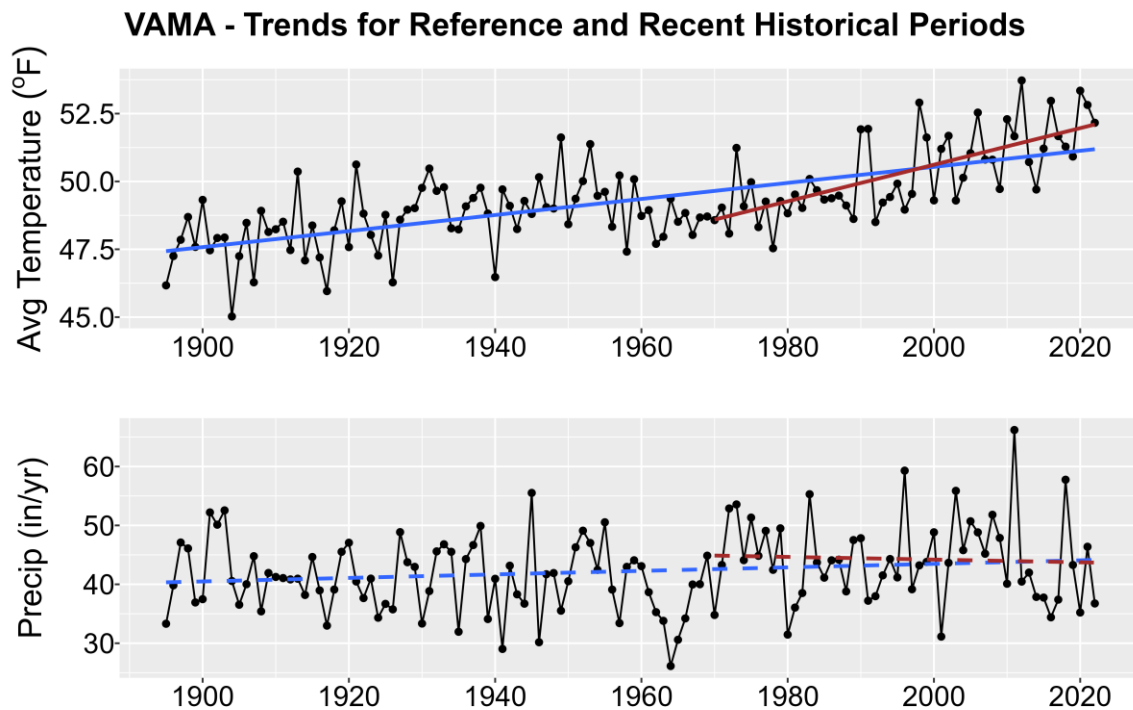 VAMA - Trends for Reference and Recent Historical Periods
Avg Temperature (ºF)
52.5
50.0
47.5
45.0
1900 1920 1940 1960 1980 2000 2020
Precip (in/yr)
60
50
40
30
1900 1920 1940 1960 1980 2000 2020